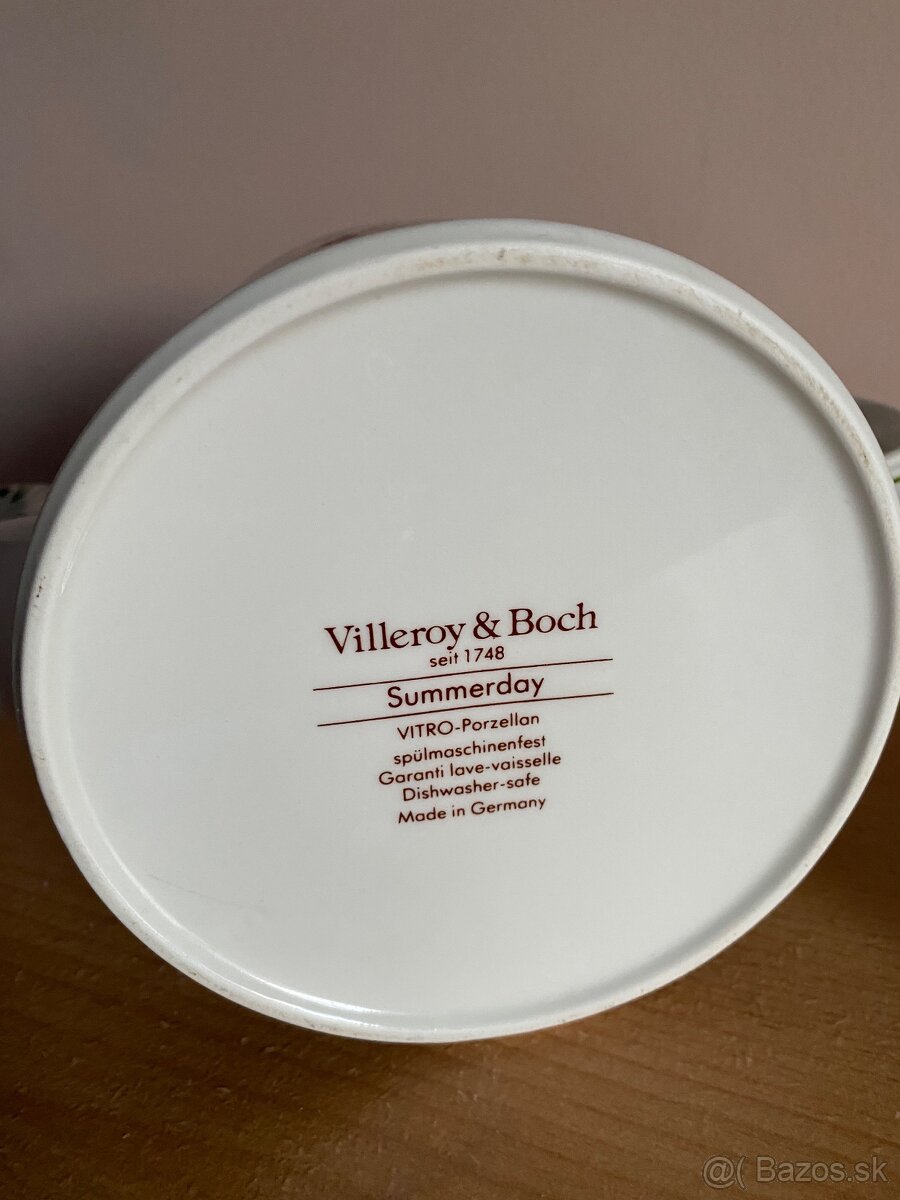 Villeroy & Boch
seit 1748
Summerday
VITRO-Porzellan
spülmaschinenfest
Garanti lave-vaisselle
Dishwasher-safe
Made in Germany
@( Bazos.sk